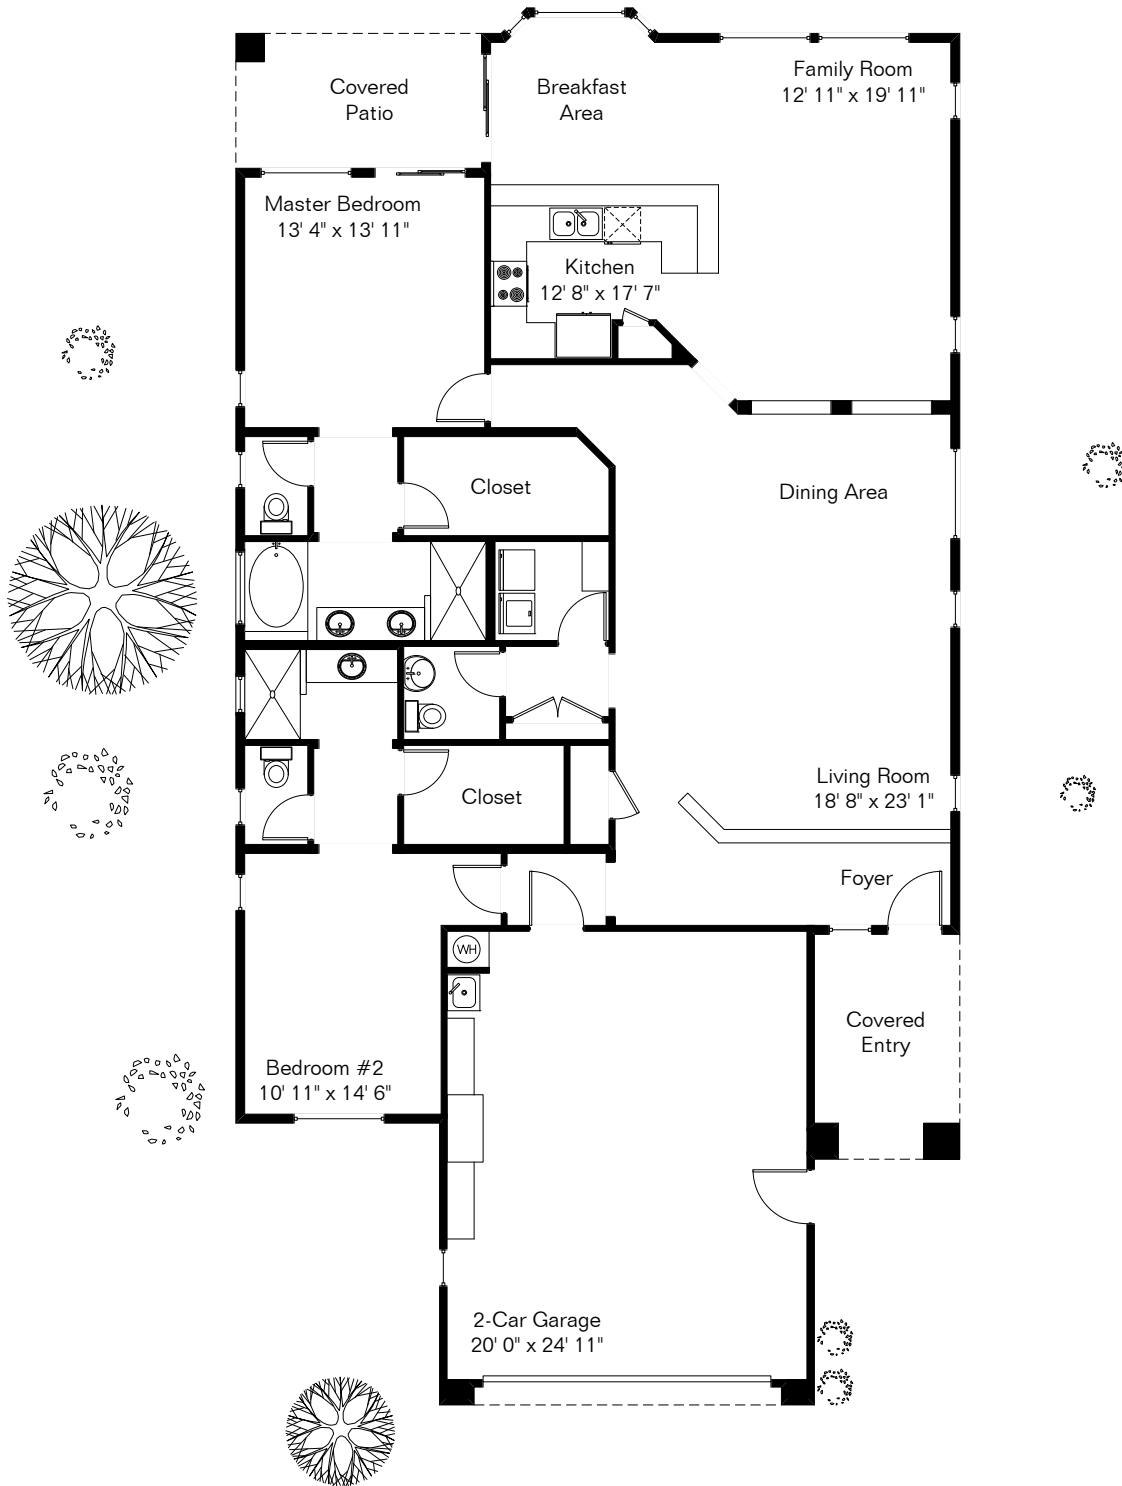 Covered
Patio
Breakfast
Area
Family Room
12' 11" x 19' 11"
Master Bedroom
13' 4" x 13' 11"
Kitchen
12' 8" x 17' 7"
Closet
Dining Area
Living Room
18' 8" x 23' 1"
Closet
Foyer
WH
Covered
Entry
Bedroom #2
10' 11" x 14' 6"
2-Car Garage
20' 0" x 24' 11"